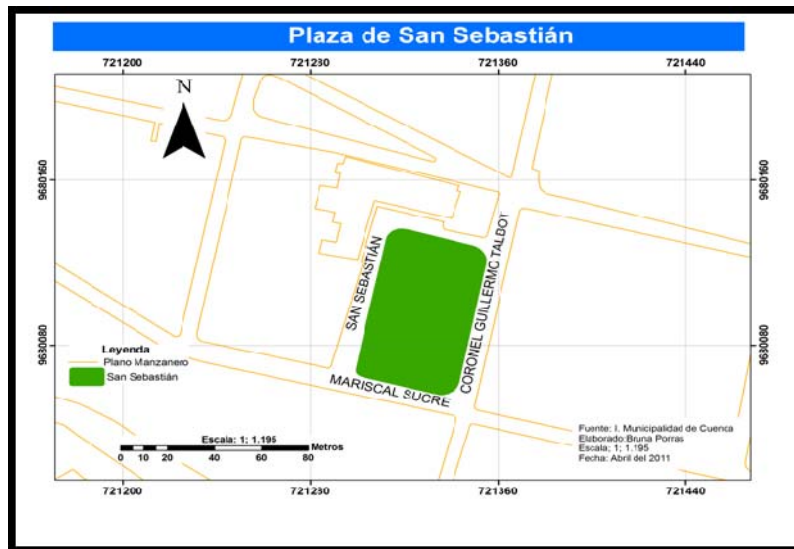 Plaza de San Sebastián
721200 721230 721360 721440
N
9680160 9680160
SAN SEBASTIÁN
CORONEL GUILLERMO TALBOT
9630080 9630080
MARISCAL SUCRE
Leyenda
Plano Manzanero
San Sebastián
Escala: 1; 1.195
Metros
0 10 20 40 60 80
Fuente: I. Municipalidad de Cuenca
Elaborado:Bruna Porras
Escala; 1; 1.195
Fecha: Abril del 2011
721200 721230 721360 721440